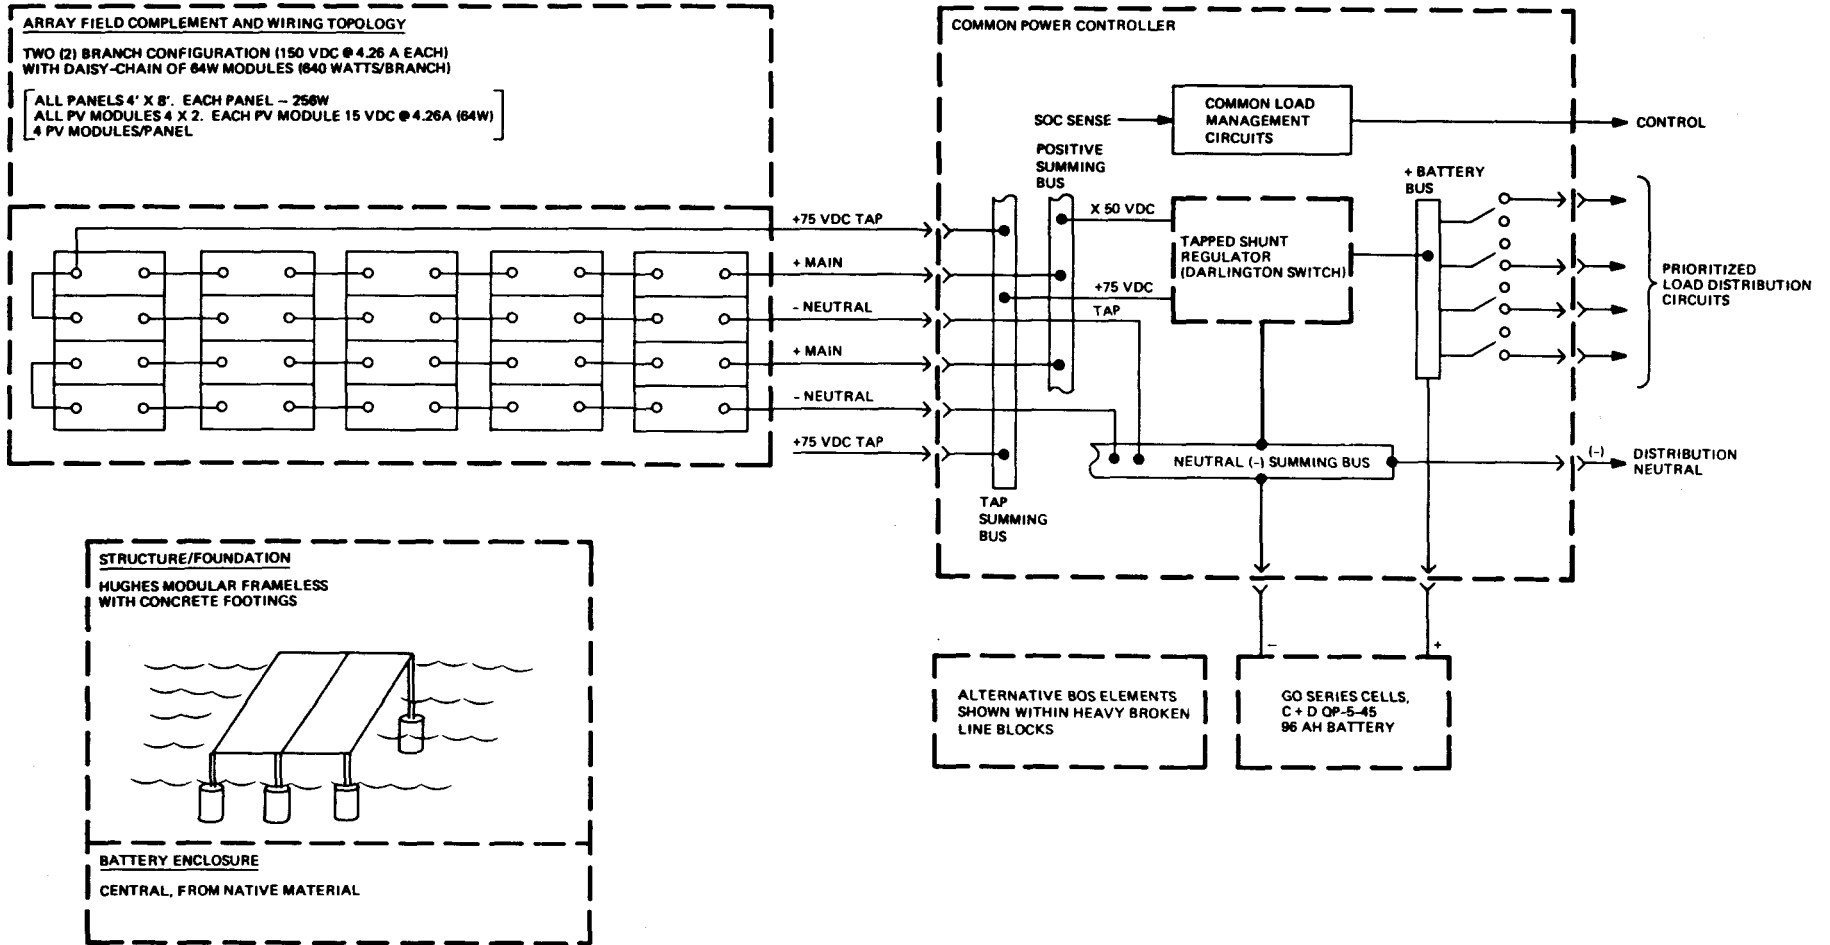 ARRAY FIELD COMPLEMENT AND WIRING TOPOLOGY
TWO (2) BRANCH CONFIGURATION (150 VDC @ 4.26 A EACH)
WITH DAISY-CHAIN OF 64W MODULES (640 WATTS/BRANCH)
ALL PANELS 4' X 8'. EACH PANEL – 256W
ALL PV MODULES 4 X 2. EACH PV MODULE 15 VDC @ 4.26A (64W)
4 PV MODULES/PANEL
+75 VDC TAP
+ MAIN
- NEUTRAL
+ MAIN
- NEUTRAL
+75 VDC TAP
COMMON POWER CONTROLLER
SOC SENSE
COMMON LOAD
MANAGEMENT
CIRCUITS
CONTROL
POSITIVE
SUMMING
BUS
X 50 VDC
+75 VDC
TAP
TAPPED SHUNT
REGULATOR
(DARLINGTON SWITCH)
+ BATTERY
BUS
PRIORITIZED
LOAD DISTRIBUTION
CIRCUITS
NEUTRAL (-) SUMMING BUS
(-)
DISTRIBUTION
NEUTRAL
TAP
SUMMING
BUS
-
+
STRUCTURE/FOUNDATION
HUGHES MODULAR FRAMELESS
WITH CONCRETE FOOTINGS
BATTERY ENCLOSURE
CENTRAL, FROM NATIVE MATERIAL
ALTERNATIVE BOS ELEMENTS
SHOWN WITHIN HEAVY BROKEN
LINE BLOCKS
GO SERIES CELLS,
C + D QP-5-45
96 AH BATTERY